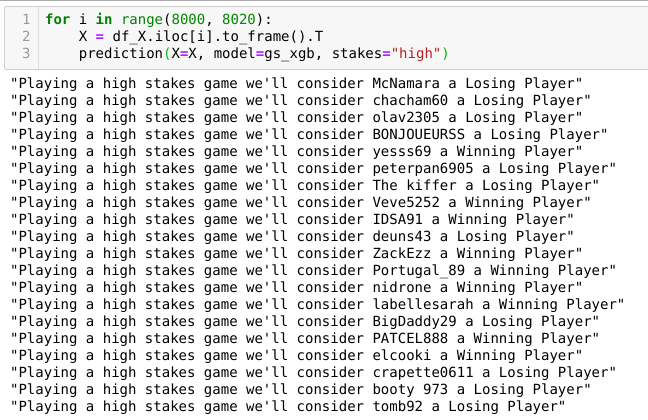 1 for i in range(8000, 8020):
2     X = df_X.iloc[i].to_frame().T
3     prediction(X=X, model=gs_xgb, stakes="high")
"Playing a high stakes game we'll consider McNamara a Losing Player"
"Playing a high stakes game we'll consider chacham60 a Losing Player"
"Playing a high stakes game we'll consider olav2305 a Losing Player"
"Playing a high stakes game we'll consider BONJOUEURSS a Losing Player"
"Playing a high stakes game we'll consider yesss69 a Winning Player"
"Playing a high stakes game we'll consider peterpan6905 a Losing Player"
"Playing a high stakes game we'll consider The kiffer a Losing Player"
"Playing a high stakes game we'll consider Veve5252 a Winning Player"
"Playing a high stakes game we'll consider IDSA91 a Winning Player"
"Playing a high stakes game we'll consider deuns43 a Losing Player"
"Playing a high stakes game we'll consider ZackEzz a Winning Player"
"Playing a high stakes game we'll consider Portugal_89 a Winning Player"
"Playing a high stakes game we'll consider nidrone a Winning Player"
"Playing a high stakes game we'll consider labellesarah a Winning Player"
"Playing a high stakes game we'll consider BigDaddy29 a Losing Player"
"Playing a high stakes game we'll consider PATCEL888 a Winning Player"
"Playing a high stakes game we'll consider elcooki a Winning Player"
"Playing a high stakes game we'll consider crapette0611 a Losing Player"
"Playing a high stakes game we'll consider booty 973 a Losing Player"
"Playing a high stakes game we'll consider tomb92 a Losing Player"